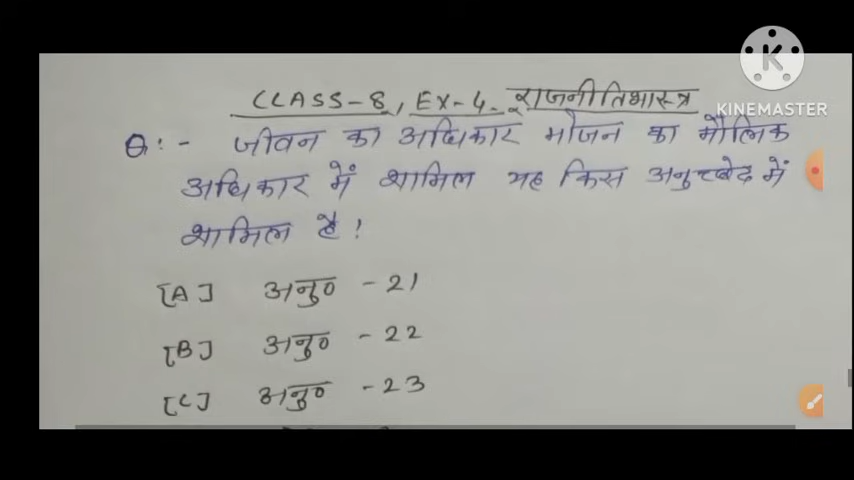 CLASS-8, EX-4. राजनीतिभास्त्र
KINEMASTER
Q:- जीवन का अधिकार भोजन का मौलिक
अधिकार में शामिल यह किस अनुच्छेद में
शामिल है!
[A] अनु० -21
[B] अनु० -22
[C] अनु० -23